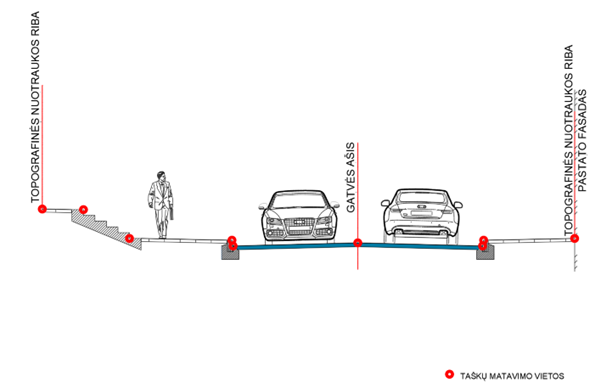 TOPOGRAFINĖS NUOTRAUKOS RIBA
GATVĖS AŠIS
TOPOGRAFINĖS NUOTRAUKOS RIBA
PASTATO FASADAS
TAŠKŲ MATAVIMO VIETOS